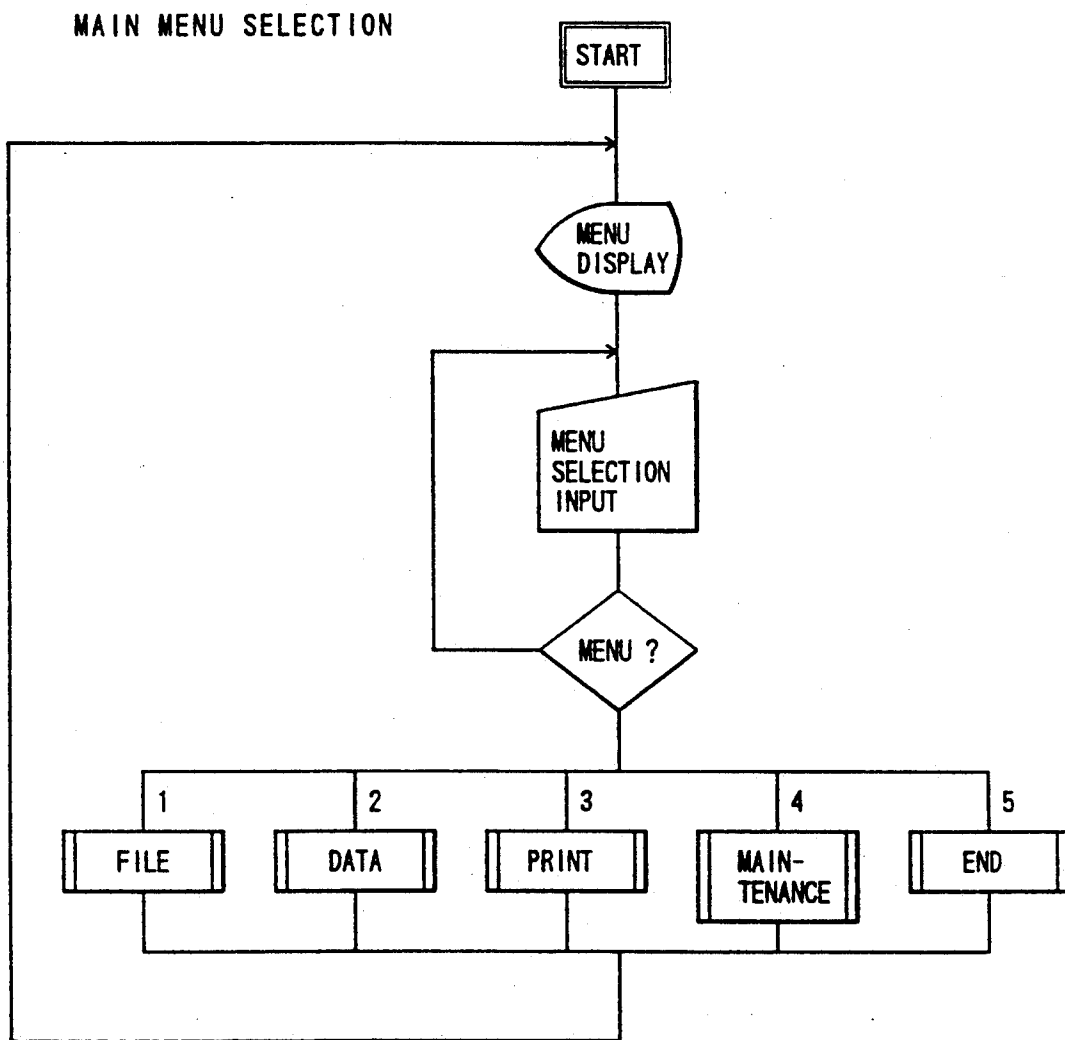 MAIN MENU SELECTION
START
MENU
DISPLAY
MENU
SELECTION
INPUT
MENU ?
1
2
3
4
5
FILE
DATA
PRINT
MAIN-
TENANCE
END